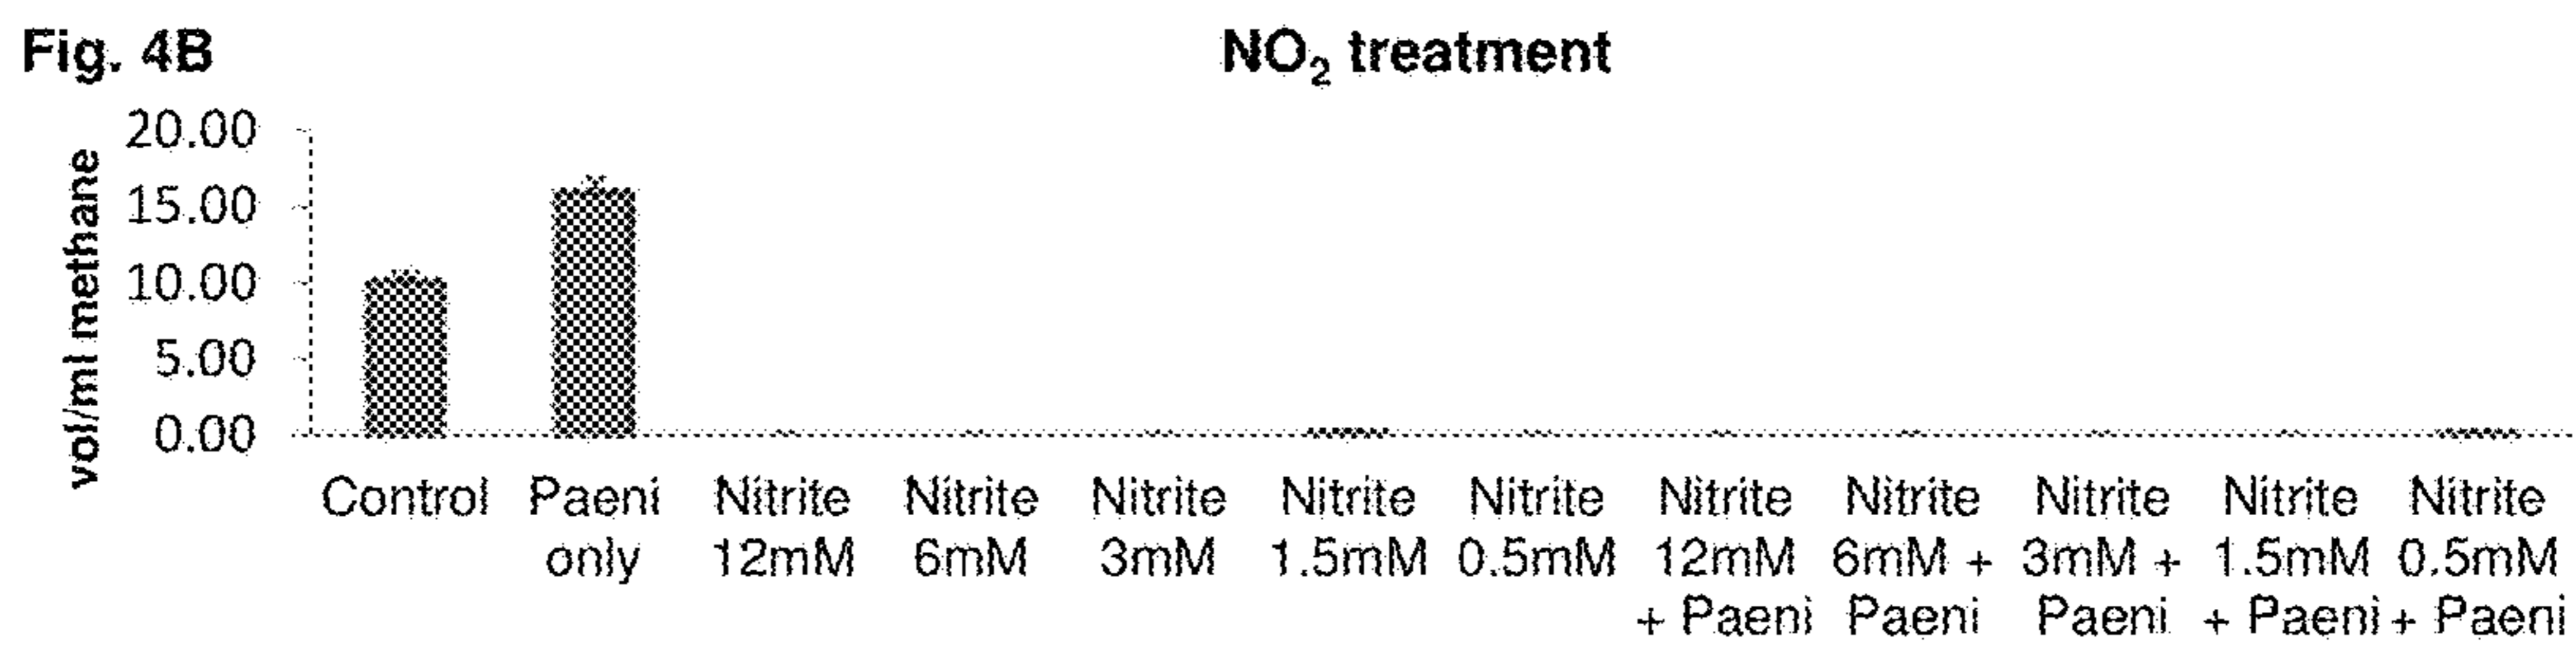 Fig. 4B
NO₂ treatment
vol/ml methane
20.00
15.00
10.00
5.00
0.00
Control Paeni Nitrite Nitrite Nitrite Nitrite Nitrite Nitrite Nitrite Nitrite Nitrite Nitrite
only 12mM 6mM 3mM 1.5mM 0.5mM 12mM 6mM + 3mM + 1.5mM 0.5mM
+ Paeni Paeni Paeni + Paeni + Paeni